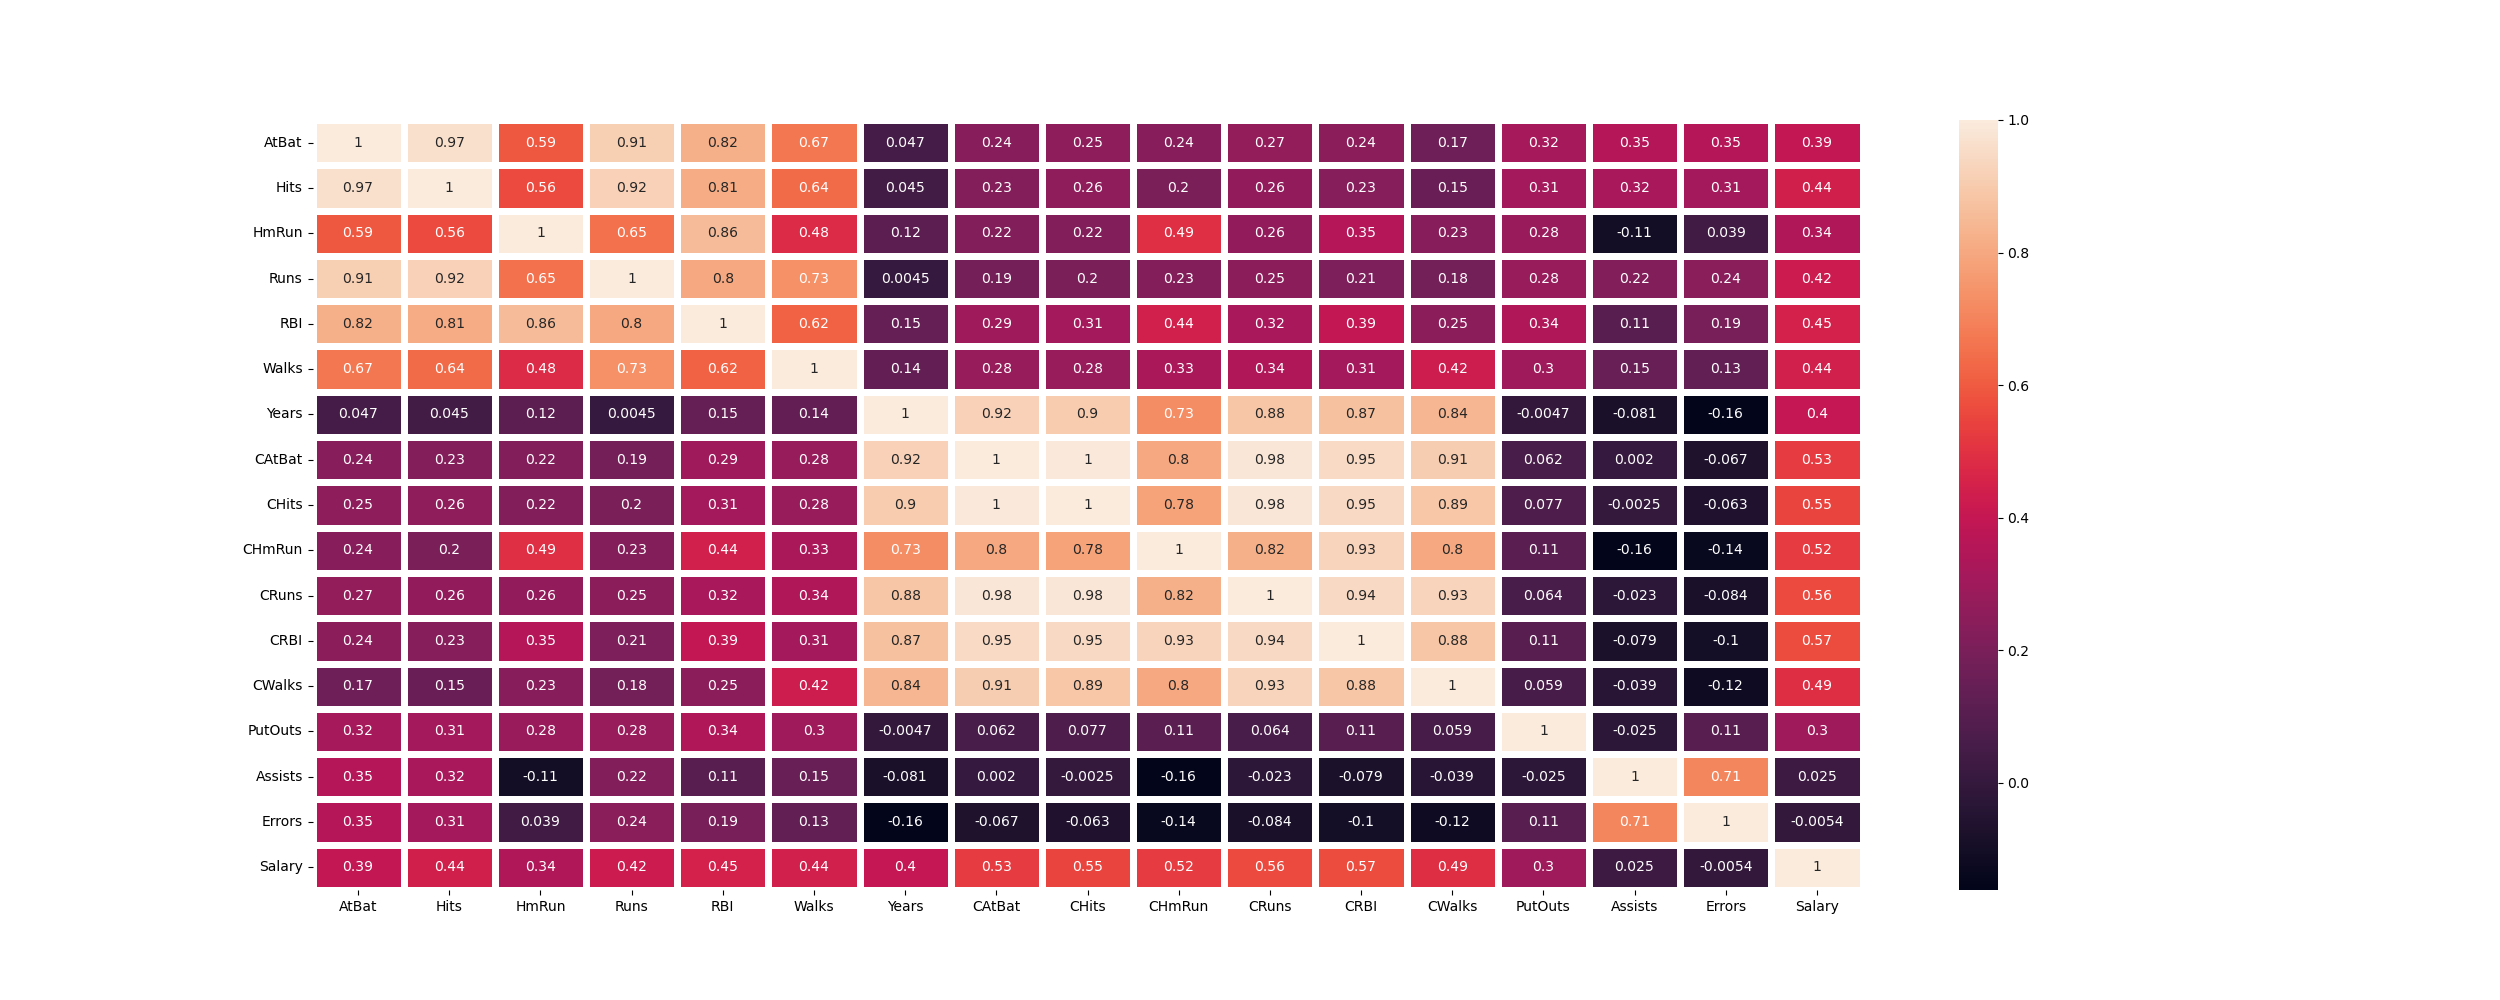 1.0
AtBat 1 0.97 0.59 0.91 0.82 0.67 0.047 0.24 0.25 0.24 0.27 0.24 0.17 0.32 0.35 0.35 0.39
Hits 0.97 1 0.56 0.92 0.81 0.64 0.045 0.23 0.26 0.2 0.26 0.23 0.15 0.31 0.32 0.31 0.44
HmRun 0.59 0.56 1 0.65 0.86 0.48 0.12 0.22 0.22 0.49 0.26 0.35 0.23 0.28 -0.11 0.039 0.34
0.8
Runs 0.91 0.92 0.65 1 0.8 0.73 0.0045 0.19 0.2 0.23 0.25 0.21 0.18 0.28 0.22 0.24 0.42
RBI 0.82 0.81 0.86 0.8 1 0.62 0.15 0.29 0.31 0.44 0.32 0.39 0.25 0.34 0.11 0.19 0.45
Walks 0.67 0.64 0.48 0.73 0.62 1 0.14 0.28 0.28 0.33 0.34 0.31 0.42 0.3 0.15 0.13 0.44
0.6
Years 0.047 0.045 0.12 0.0045 0.15 0.14 1 0.92 0.9 0.73 0.88 0.87 0.84 -0.0047 -0.081 -0.16 0.4
CAtBat 0.24 0.23 0.22 0.19 0.29 0.28 0.92 1 1 0.8 0.98 0.95 0.91 0.062 0.002 -0.067 0.53
CHits 0.25 0.26 0.22 0.2 0.31 0.28 0.9 1 1 0.78 0.98 0.95 0.89 0.077 -0.0025 -0.063 0.55
0.4
CHmRun 0.24 0.2 0.49 0.23 0.44 0.33 0.73 0.8 0.78 1 0.82 0.93 0.8 0.11 -0.16 -0.14 0.52
CRuns 0.27 0.26 0.26 0.25 0.32 0.34 0.88 0.98 0.98 0.82 1 0.94 0.93 0.064 -0.023 -0.084 0.56
CRBI 0.24 0.23 0.35 0.21 0.39 0.31 0.87 0.95 0.95 0.93 0.94 1 0.88 0.11 -0.079 -0.1 0.57
0.2
CWalks 0.17 0.15 0.23 0.18 0.25 0.42 0.84 0.91 0.89 0.8 0.93 0.88 1 0.059 -0.039 -0.12 0.49
PutOuts 0.32 0.31 0.28 0.28 0.34 0.3 -0.0047 0.062 0.077 0.11 0.064 0.11 0.059 1 -0.025 0.11 0.3
Assists 0.35 0.32 -0.11 0.22 0.11 0.15 -0.081 0.002 -0.0025 -0.16 -0.023 -0.079 -0.039 -0.025 1 0.71 0.025
0.0
Errors 0.35 0.31 0.039 0.24 0.19 0.13 -0.16 -0.067 -0.063 -0.14 -0.084 -0.1 -0.12 0.11 0.71 1 -0.0054
Salary 0.39 0.44 0.34 0.42 0.45 0.44 0.4 0.53 0.55 0.52 0.56 0.57 0.49 0.3 0.025 -0.0054 1
AtBat Hits HmRun Runs RBI Walks Years CAtBat CHits CHmRun CRuns CRBI CWalks PutOuts Assists Errors Salary